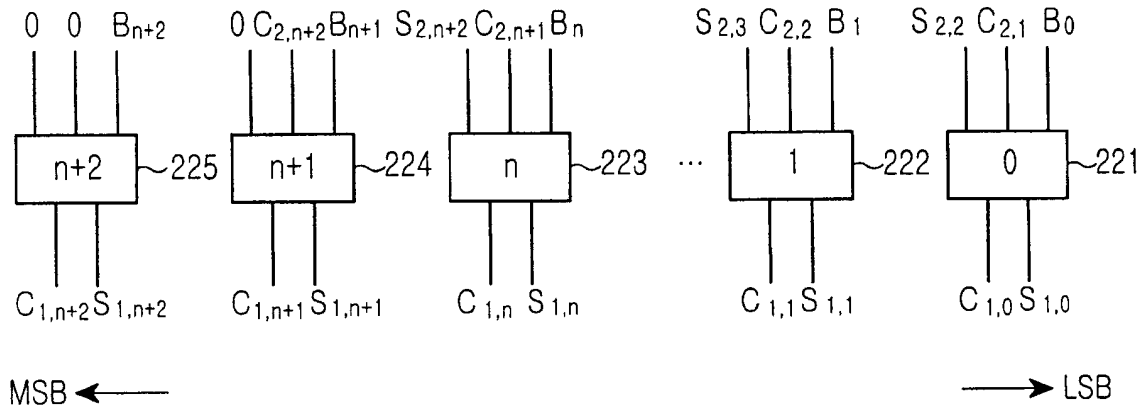 0 0 Bₙ₊₂ 0 C₂,ₙ₊₂ Bₙ₊₁ S₂,ₙ₊₂ C₂,ₙ₊₁ Bₙ S₂,₃ C₂,₂ B₁ S₂,₂ C₂,₁ B₀
n+2 225 n+1 224 n 223 ... 1 222 0 221
C₁,ₙ₊₂ S₁,ₙ₊₂ C₁,ₙ₊₁ S₁,ₙ₊₁ C₁,ₙ S₁,ₙ C₁,₁ S₁,₁ C₁,₀ S₁,₀
MSB LSB